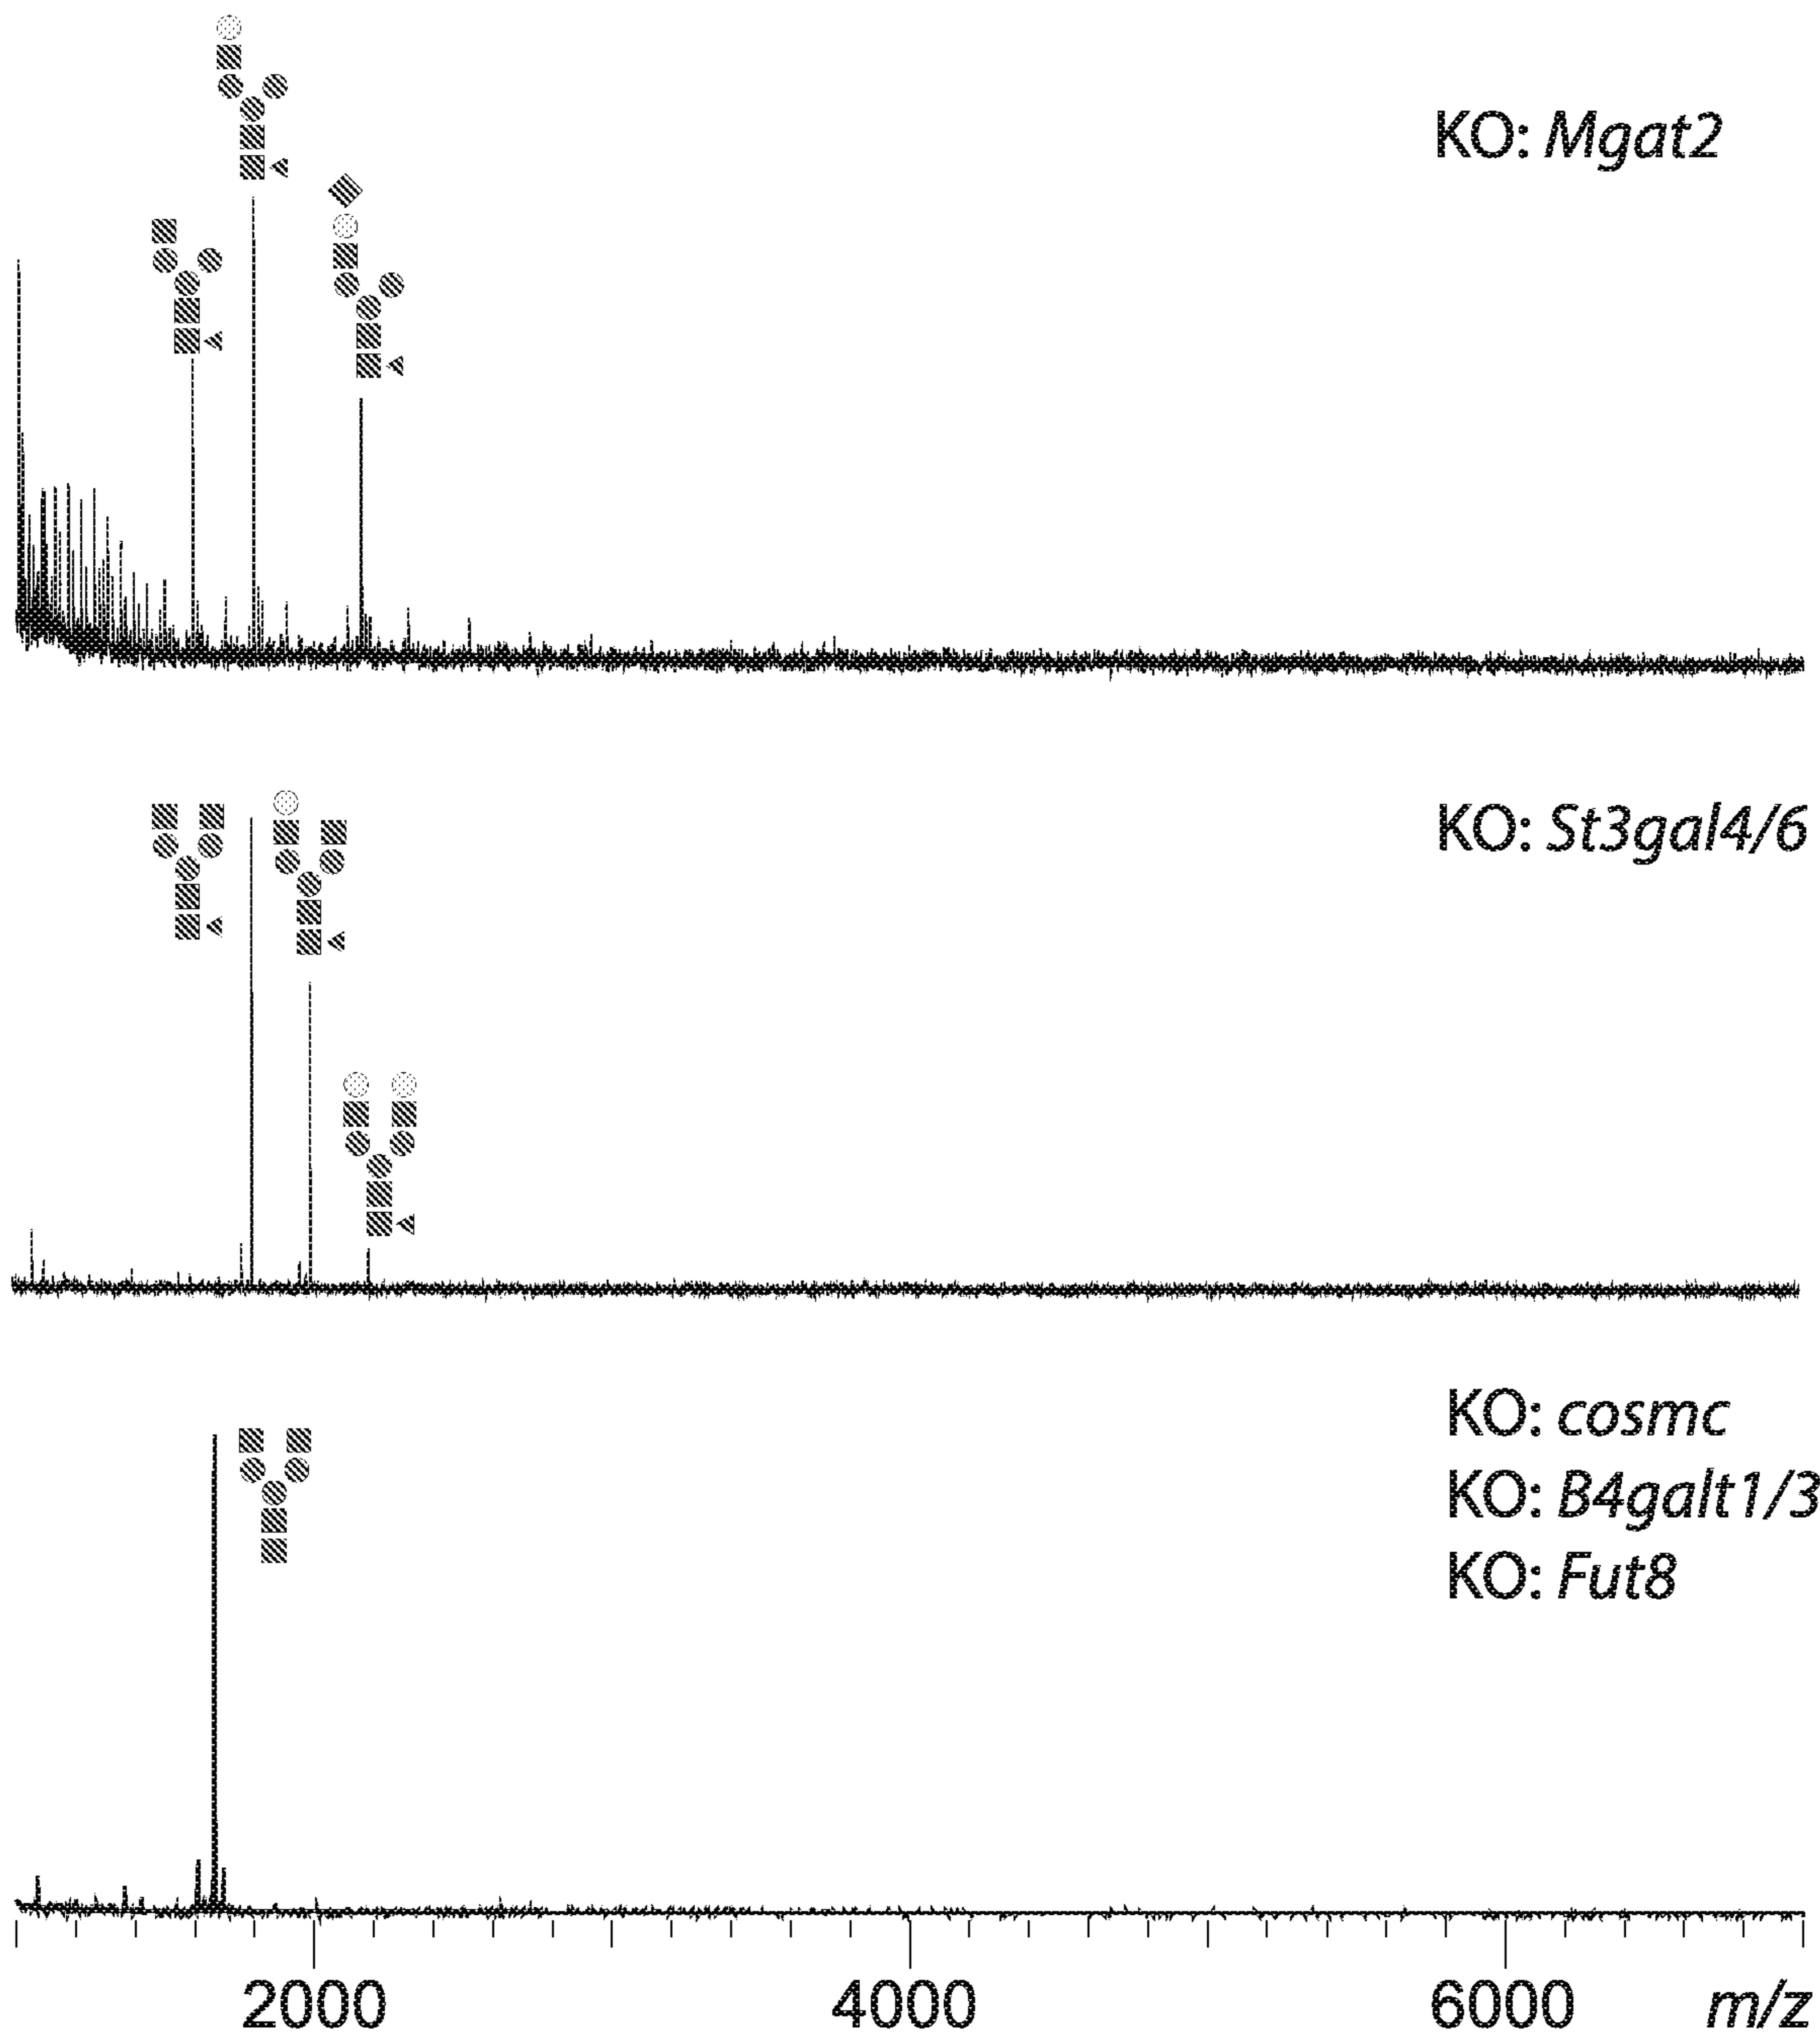 KO: Mgat2
KO: St3gal4/6
KO: cosmc
KO: B4galt1/3
KO: Fut8
2000 4000 6000 m/z